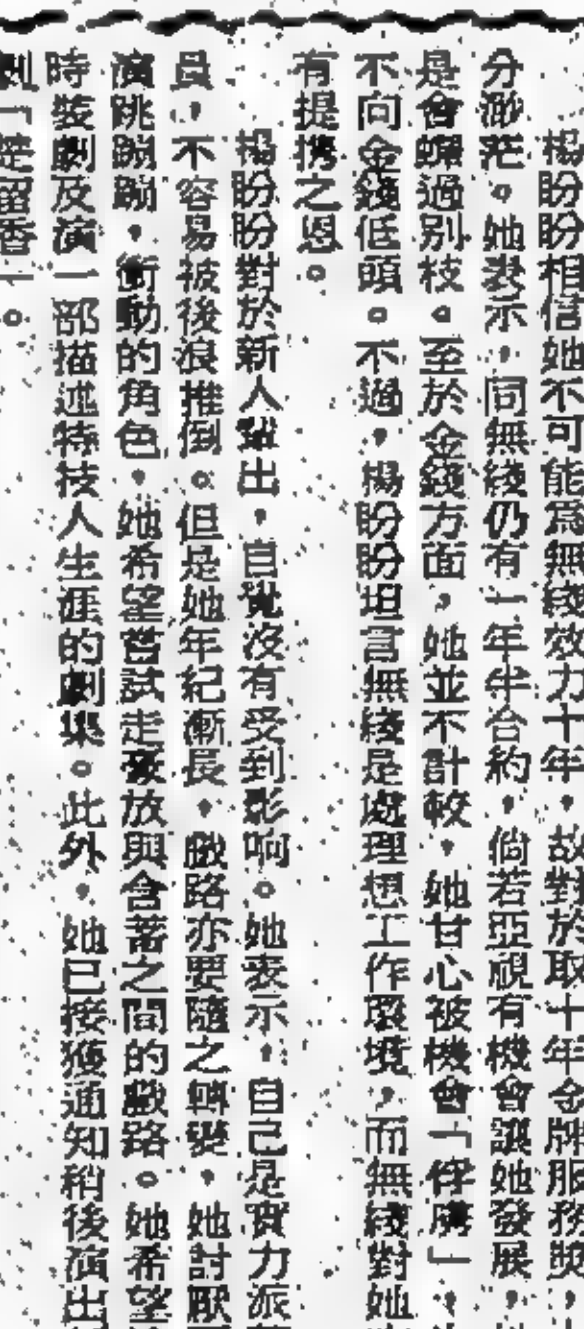 楊盼盼相信她不可能爲無綫效力十年，故對於取十年金牌服務獎，
分渺茫。她表示，同無綫仍有一年半合約，倘若亞視有機會讓她發展，
是會蟬過別枝。至於金錢方面，她並不計較，她甘心被機會「俘虜」，
不向金錢低頭。不過，楊盼盼坦言無綫是處理想工作環境，而無綫對她
有提携之恩。
楊盼盼對於新人輩出，自覺沒有受到影响。她表示，自己是實力派
員，不容易被後浪推倒。但是她年紀漸長，戲路亦要隨之轉變，她討厭
演跳蹦蹦，衝動的角色，她希望嘗試走豪放與含蓄之間的戲路。她希望
時裝劇及演一部描述特技人生涯的劇集。此外，她已接獲通知稍後演出
劇「楚留香」。